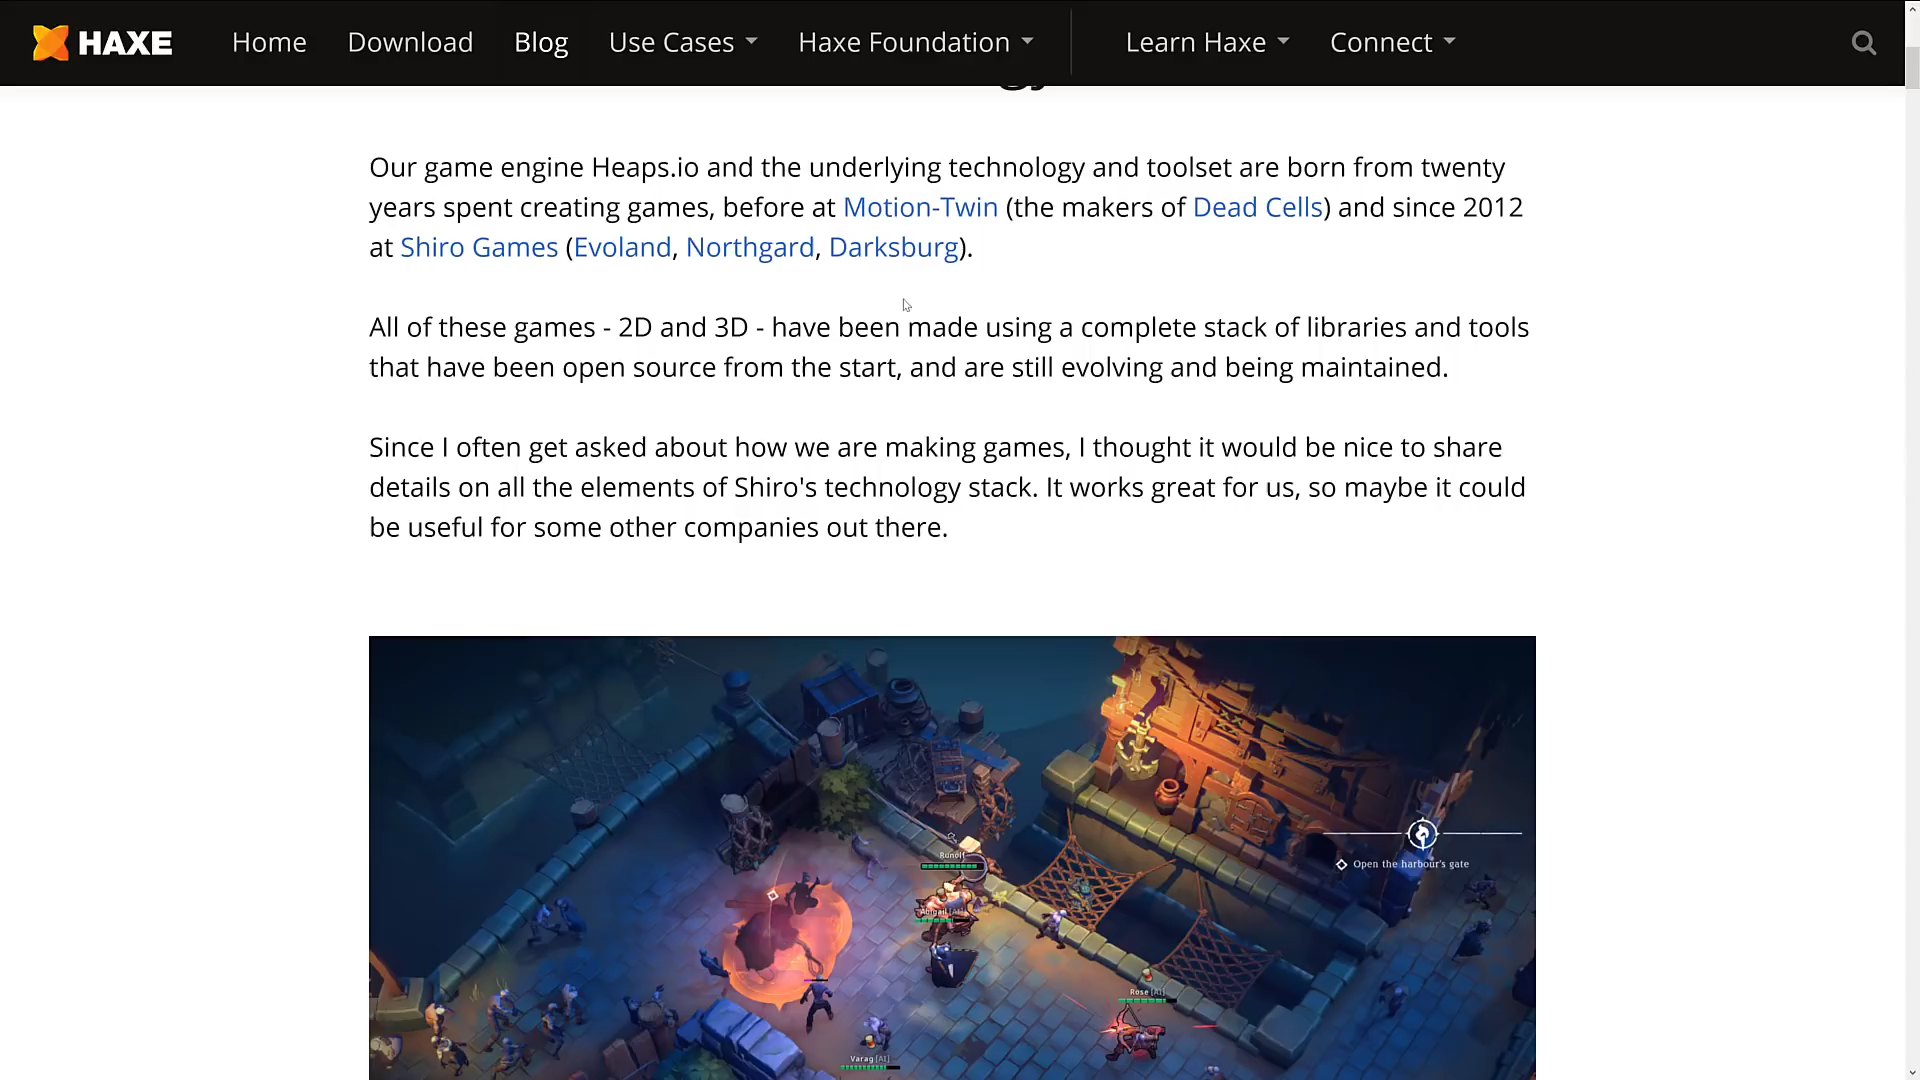 HAXE Home Download Blog Use Cases Haxe Foundation Learn Haxe Connect
Our game engine Heaps.io and the underlying technology and toolset are born from twenty
years spent creating games, before at Motion-Twin (the makers of Dead Cells) and since 2012
at Shiro Games (Evoland, Northgard, Darksburg).
All of these games - 2D and 3D - have been made using a complete stack of libraries and tools
that have been open source from the start, and are still evolving and being maintained.
Since I often get asked about how we are making games, I thought it would be nice to share
details on all the elements of Shiro's technology stack. It works great for us, so maybe it could
be useful for some other companies out there.
Runolf
Open the harbour's gate
Abigail [AI]
Rose [AI]
Varag [AI]